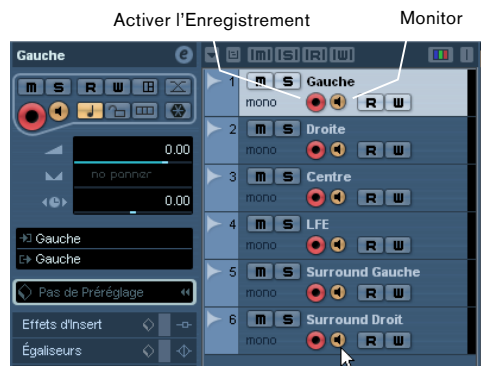 Activer l'Enregistrement Monitor
Gauche e
m S R W
0.00
no panner
0.00
Gauche
Gauche
Pas de Préréglage
Effets d'Insert
Égaliseurs
m S R W
1 m S Gauche
mono R W
2 m S Droite
mono R W
3 m S Centre
mono R W
4 m S LFE
mono R W
5 m S Surround Gauche
mono R W
6 m S Surround Droit
mono R W